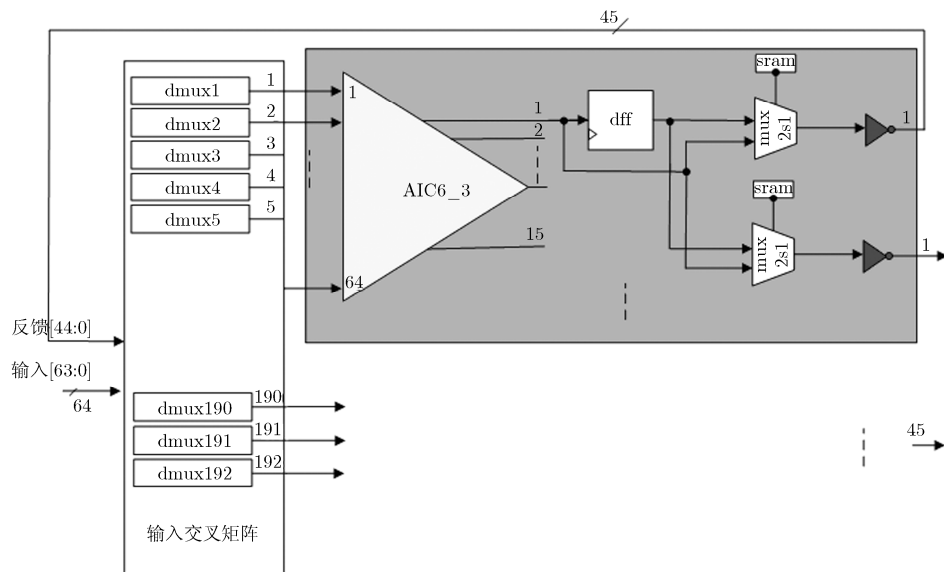 45
dmux1
1
dmux2
2
dmux3
3
dmux4
4
dmux5
5
1
64
AIC6_3
1
2
15
dff
sram
mux
2s1
1
sram
mux
2s1
1
反馈[44:0]
输入[63:0]
64
dmux190
190
dmux191
191
dmux192
192
45
输入交叉矩阵